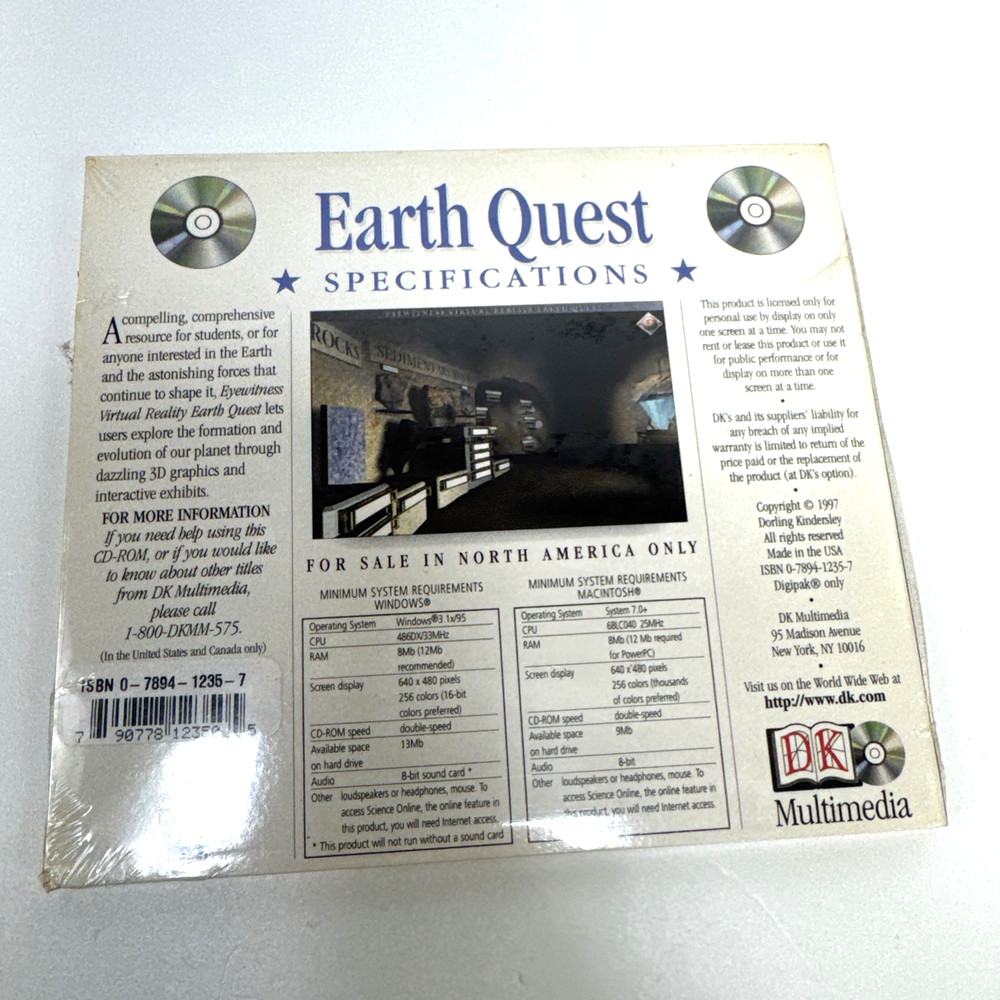 Earth Quest
★ SPECIFICATIONS ★
A compelling, comprehensive
resource for students, or for
anyone interested in the Earth
and the astonishing forces that
continue to shape it, Eyewitness
Virtual Reality Earth Quest lets
users explore the formation and
evolution of our planet through
dazzling 3D graphics and
interactive exhibits.
FOR MORE INFORMATION
If you need help using this
CD-ROM, or if you would like
to know about other titles
from DK Multimedia,
please call
1-800-DKMM-575.
(In the United States and Canada only)
ISBN 0-7894-1235-7
7 90778 12350 5
EYEWITNESS VIRTUAL REALITY EARTH QUEST
ROCKS
SEDIMENTARY
FOR SALE IN NORTH AMERICA ONLY
MINIMUM SYSTEM REQUIREMENTS
WINDOWS®
Operating System Windows® 3.1x/95
CPU 486DX/33MHz
RAM 8Mb (12Mb
recommended)
Screen display 640 x 480 pixels
256 colors (16-bit
colors preferred)
CD-ROM speed double-speed
Available space 13Mb
on hard drive
Audio 8-bit sound card *
Other loudspeakers or headphones, mouse. To
access Science Online, the online feature in
this product, you will need Internet access.
* This product will not run without a sound card
MINIMUM SYSTEM REQUIREMENTS
MACINTOSH®
Operating System System 7.0+
CPU 68LC040 25MHz
RAM 8Mb (12 Mb required
for PowerPC)
Screen display 640 x 480 pixels
256 colors (thousands
of colors preferred)
CD-ROM speed double-speed
Available space 9Mb
on hard drive
Audio 8-bit
Other loudspeakers or headphones, mouse. To
access Science Online, the online feature in
this product, you will need Internet access.
This product is licensed only for
personal use by display on only
one screen at a time. You may not
rent or lease this product or use it
for public performance or for
display on more than one
screen at a time.
•
DK's and its suppliers' liability for
any breach of any implied
warranty is limited to return of the
price paid or the replacement of
the product (at DK's option).
•
Copyright © 1997
Dorling Kindersley
All rights reserved
Made in the USA
ISBN 0-7894-1235-7
Digipak® only
•
DK Multimedia
95 Madison Avenue
New York, NY 10016
•
Visit us on the World Wide Web at
http://www.dk.com
DK
Multimedia